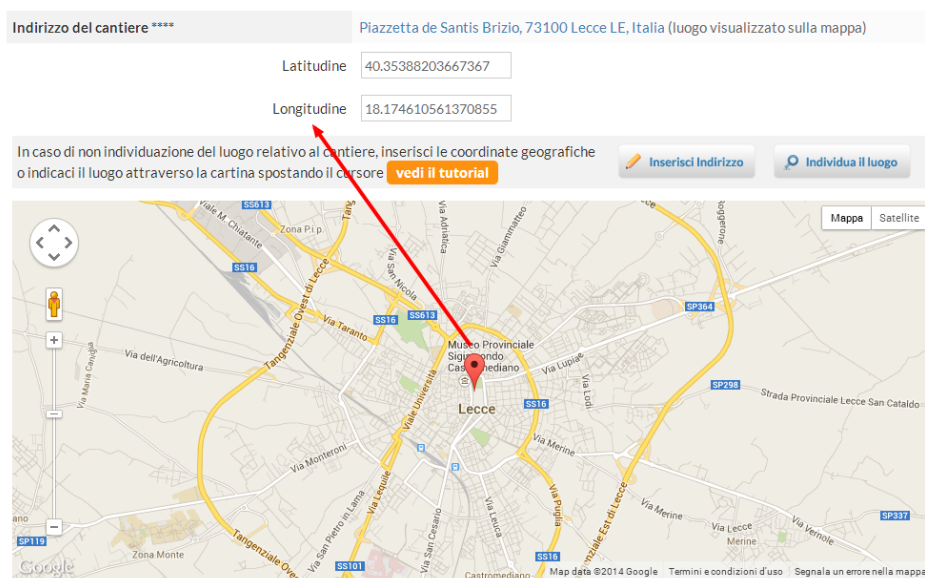 Indirizzo del cantiere ****
Piazzetta de Santis Brizio, 73100 Lecce LE, Italia (luogo visualizzato sulla mappa)
Latitudine
40.35388203667367
Longitudine
18.174610561370855
In caso di non individuazione del luogo relativo al cantiere, inserisci le coordinate geografiche
o indicaci il luogo attraverso la cartina spostando il cursore vedi il tutorial
Inserisci Indirizzo
Individua il luogo
Mappa
Satellite
Viale M. Chiatante
SS613
Zona P.i.p.
Via Adriatica
Via Giammatteo
SS16
Via San Nicola
Tangenziale Ovest di Lecce
Via Taranto
SS16
SS613
SP364
Museo Provinciale
Sigismondo
Castromediano
Via dell'Agricoltura
Via Maria Candia
Via Lupiae
Via Lodi
SP298
Strada Provinciale Lecce San Cataldo
Viale Università
Lecce
SS16
Via Merine
Via Monteroni
Via Lequile
Via San Pietro in Lama
Via San Cesario
Via Leuca
Via Puglia
Tangenziale Est di Lecce
Via Merine
Via Lecce
Merine
Via Vernole
SP337
ano
SP119
Zona Monte
Tangenziale Ove
SS101
SS16
Castromediano
Google
Map data ©2014 Google
Termini e condizioni d'uso
Segnala un errore nella mappa